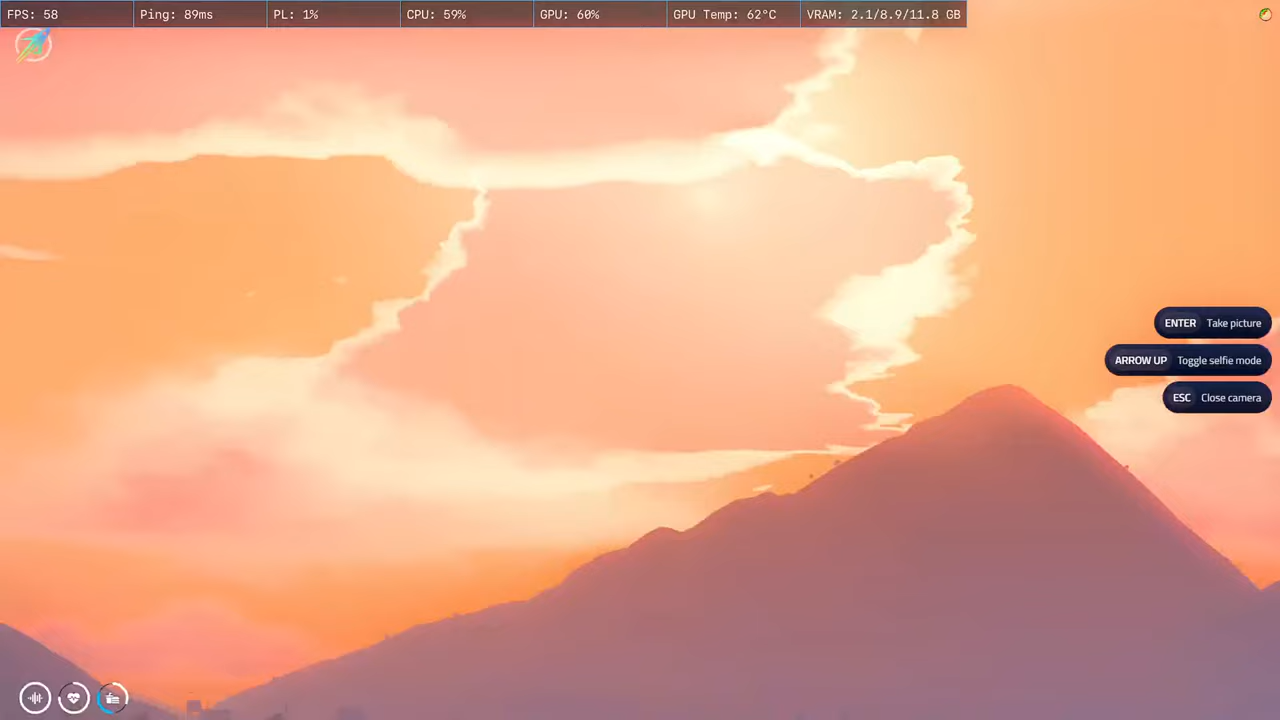 FPS: 58 Ping: 89ms PL: 1% CPU: 59% GPU: 60% GPU Temp: 62°C VRAM: 2.1/8.9/11.8 GB
ENTER Take picture
ARROW UP Toggle selfie mode
ESC Close camera